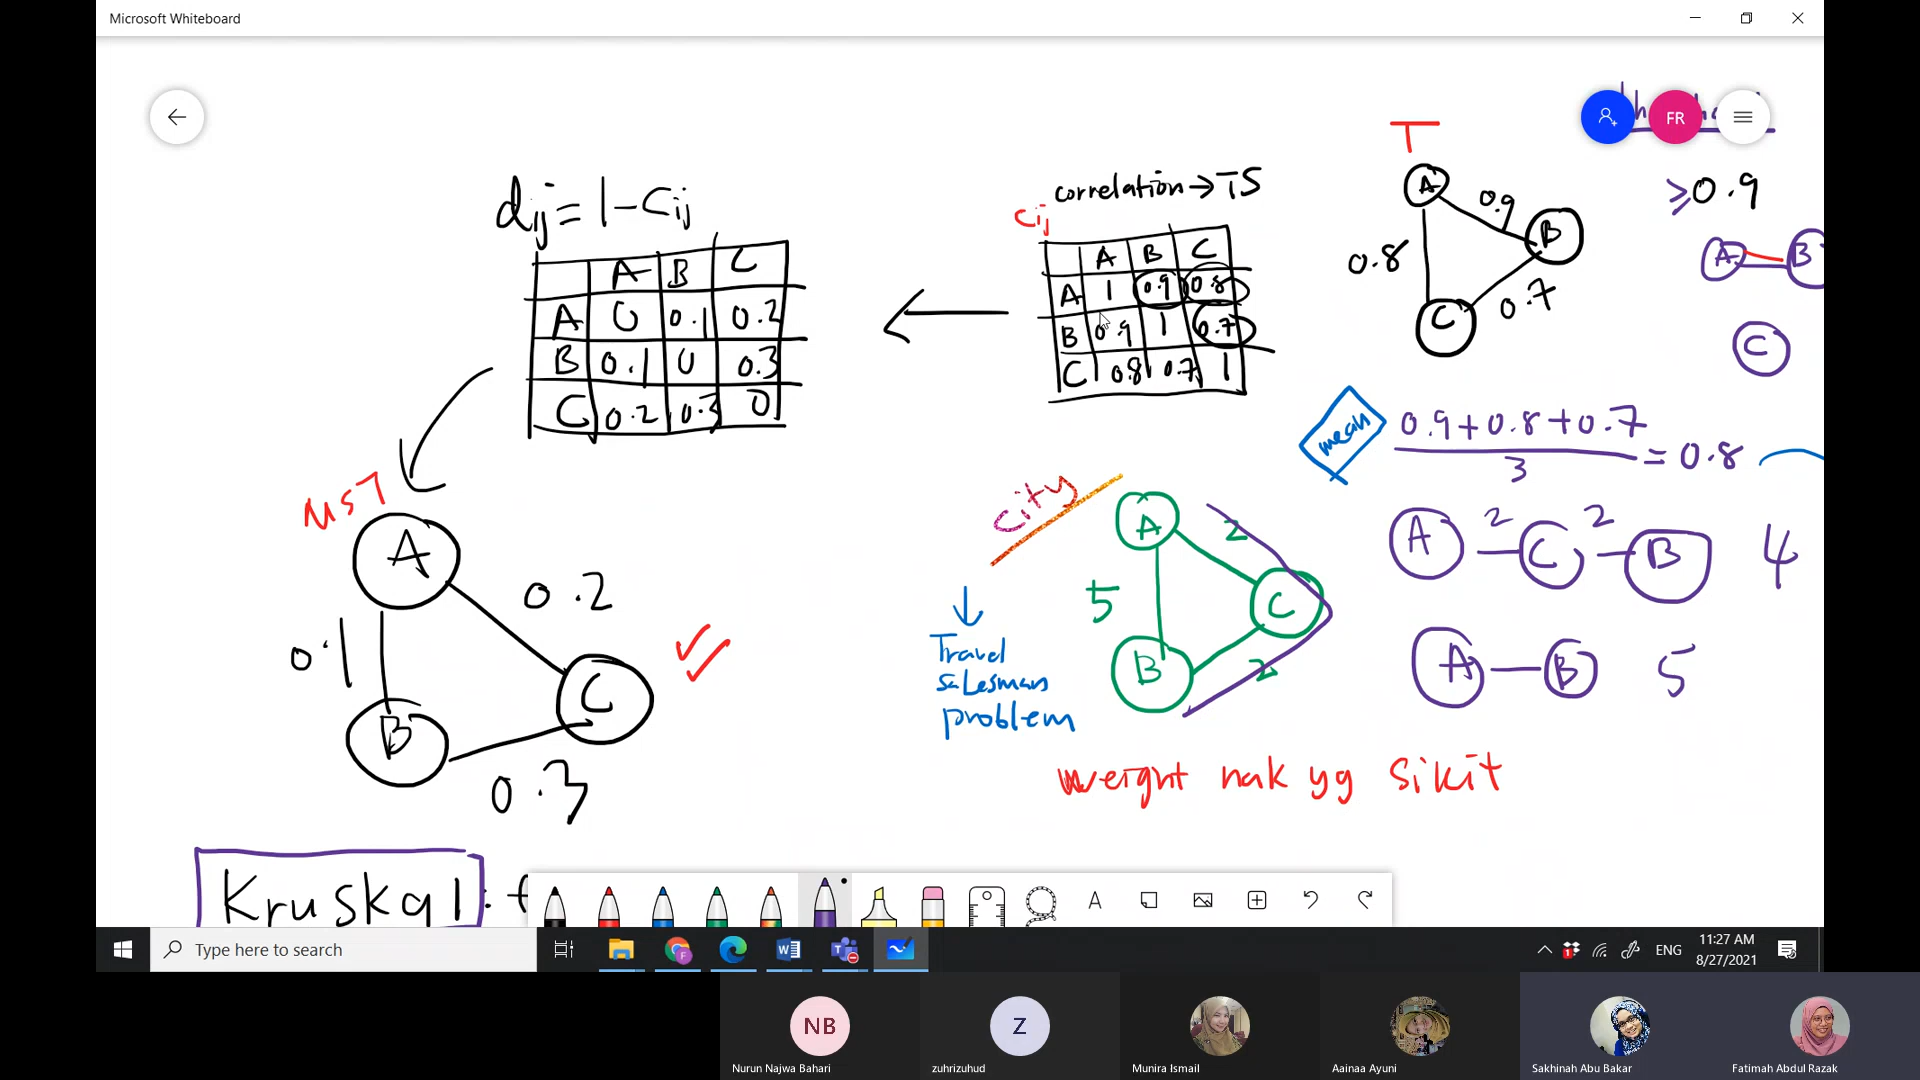 Microsoft Whiteboard
FR
dij = 1 - Cij
A B C
A 0 0.1 0.2
B 0.1 0 0.3
C 0.2 0.3 0
correlation → TS
Cij
A B C
A 1 0.9 0.8
B 0.9 1 0.7
C 0.8 0.7 1
T
A
0.9
B
0.8
0.7
C
≥0.9
A B
C
mean
0.9+0.8+0.7
3
= 0.8
MST
A
0.2
0.1
C
B
0.3
city
A
2
5
C
B
2
↓
Travel
salesman
problem
A 2 C 2 B 4
A B 5
weight nak yg sikit
Kruskal :
Type here to search
ENG
11:27 AM
8/27/2021
NB
Z
Nurun Najwa Bahari
zuhrizuhud
Munira Ismail
Aainaa Ayuni
Sakhinah Abu Bakar
Fatimah Abdul Razak